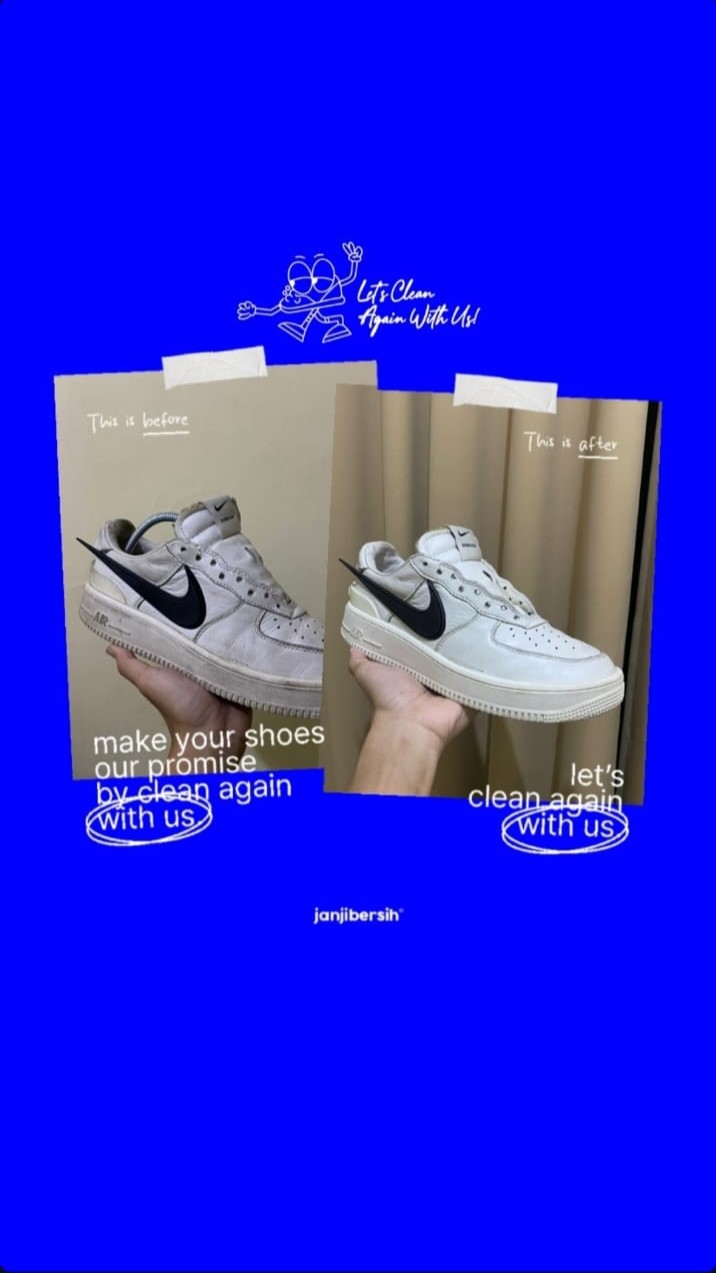 Let's Clean
Again With Us!
This is before
This is after
AIR
make your shoes
our promise
by clean again
with us.
let's
clean again
with us.
janjibersih®